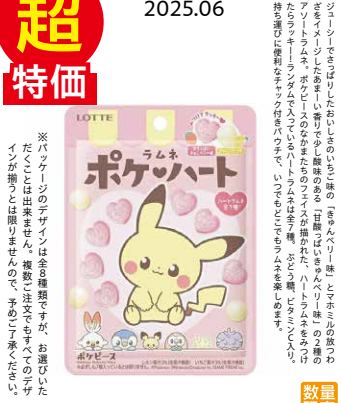 2025.06
超
特価
ジューシーでさっぱりしたおいしさのいちご味の「きゅんベリー味」とマホミルの放つわ
ざをイメージしたあまーい香りで少し酸味のある「甘酸っぱいきゅんベリー味」の2種の
アソートラムネ。ポケピースのなかまたちのフェイスが描かれた、ハートラムネをみつけ
たらラッキー!ランダムで入っているハートラムネは全7種。ぶどう糖、ビタミンC入り。
持ち運びに便利なチャック付きパウチで、いつでもどこでもラムネを楽しめます。
LOTTE
ラムネ
ポケ♥ハート
ハートラムネ
全7種!
ポケピース
※パッケージのデザインは全8種類ですが、お選びいた
だくことは出来ません。複数ご注文でもすべてのデザ
インが揃うとは限りませんので、予めご了承ください。
数量